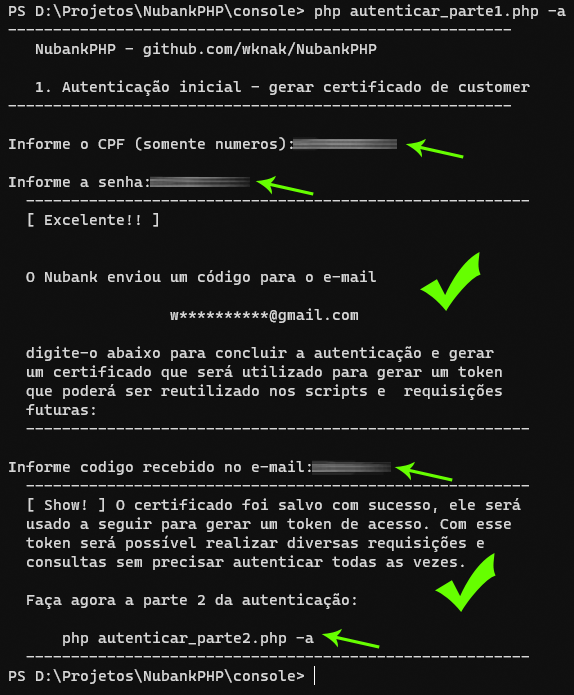 PS D:\Projetos\NubankPHP\console> php autenticar_parte1.php -a
--------------------------------------------------------
NubankPHP - github.com/wknak/NubankPHP
1. Autenticação inicial - gerar certificado de customer
--------------------------------------------------------
Informe o CPF (somente numeros):
Informe a senha:
--------------------------------------------------------
[ Excelente!! ]
O Nubank enviou um código para o e-mail
w**********@gmail.com
digite-o abaixo para concluir a autenticação e gerar
um certificado que será utilizado para gerar um token
que poderá ser reutilizado nos scripts e  requisições
futuras:
--------------------------------------------------------
Informe codigo recebido no e-mail:
--------------------------------------------------------
[ Show! ] O certificado foi salvo com sucesso, ele será
usado a seguir para gerar um token de acesso. Com esse
token será possível realizar diversas requisições e
consultas sem precisar autenticar todas as vezes.
Faça agora a parte 2 da autenticação:
php autenticar_parte2.php -a
--------------------------------------------------------
PS D:\Projetos\NubankPHP\console>